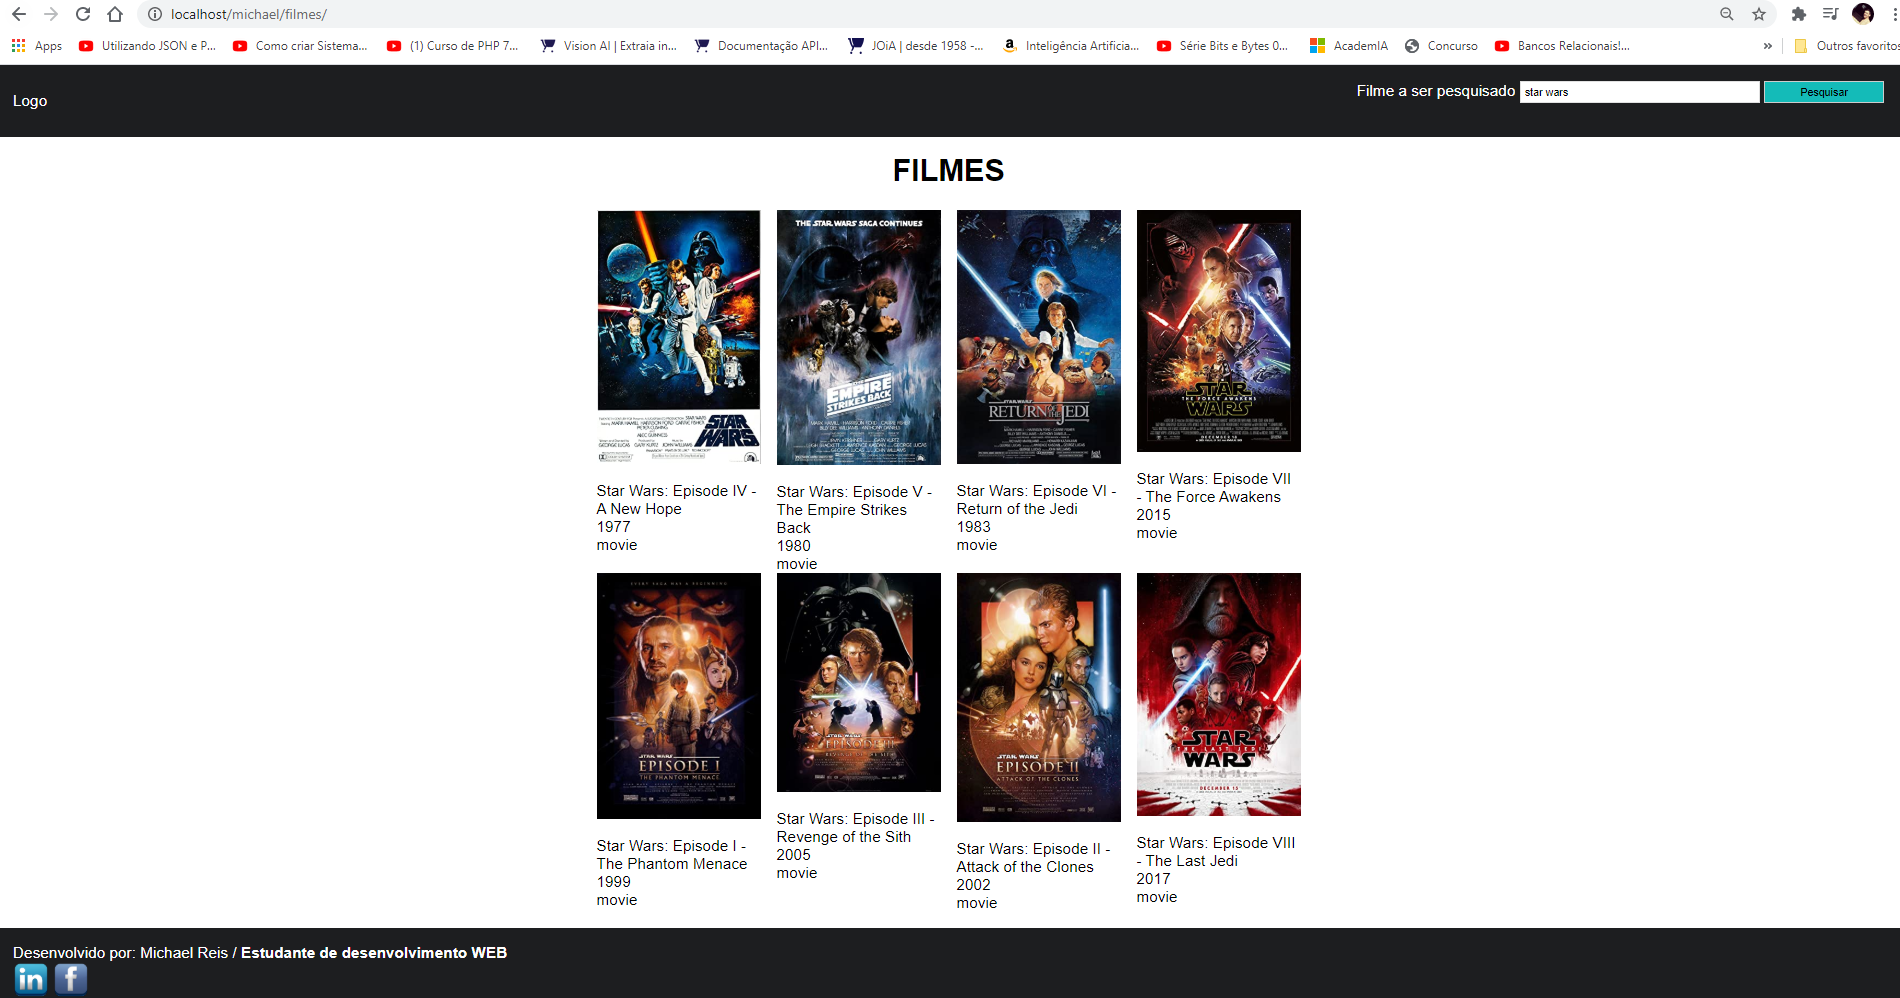 localhost/michael/filmes/
Apps Utilizando JSON e P... Como criar Sistema... (1) Curso de PHP 7... Vision AI | Extraia in... Documentação API... JOiA | desde 1958 -... Inteligência Artificia... Série Bits e Bytes 0... AcademIA Concurso Bancos Relacionais!... » Outros favoritos
Logo
Filme a ser pesquisado star wars Pesquisar
FILMES
STAR WARS
THE STAR WARS SAGA CONTINUES
THE EMPIRE
STRIKES BACK
STAR WARS
RETURN OF THE JEDI
STAR
THE FORCE AWAKENS
WARS
DECEMBER 18
Star Wars: Episode IV -
A New Hope
1977
movie
Star Wars: Episode V -
The Empire Strikes
Back
1980
movie
Star Wars: Episode VI -
Return of the Jedi
1983
movie
Star Wars: Episode VII
- The Force Awakens
2015
movie
EVERY SAGA HAS A BEGINNING
STAR WARS
EPISODE I
THE PHANTOM MENACE
STAR WARS
EPISODE III
REVENGE OF THE SITH
STAR WARS
EPISODE II
ATTACK OF THE CLONES
STAR
THE LAST JEDI
WARS
DECEMBER 15
Star Wars: Episode I -
The Phantom Menace
1999
movie
Star Wars: Episode III -
Revenge of the Sith
2005
movie
Star Wars: Episode II -
Attack of the Clones
2002
movie
Star Wars: Episode VIII
- The Last Jedi
2017
movie
Desenvolvido por: Michael Reis / Estudante de desenvolvimento WEB
in f